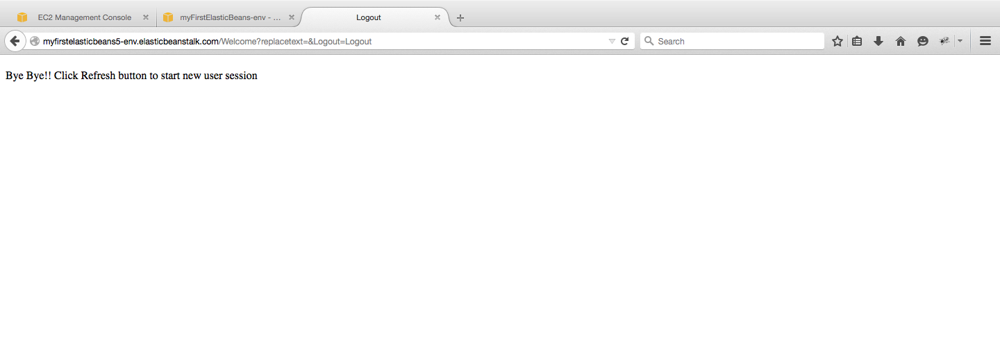 EC2 Management Console
myFirstElasticBeans-env - ...
Logout
myfirstelasticbeans5-env.elasticbeanstalk.com/Welcome?replacetext=&Logout=Logout
Search
Bye Bye!! Click Refresh button to start new user session